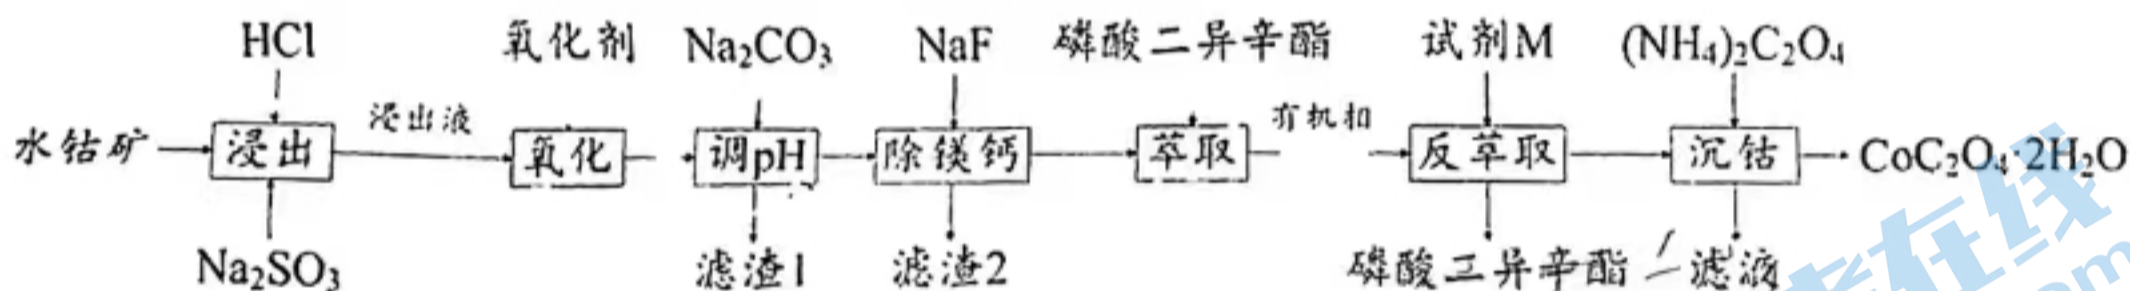 HCl 氧化剂 Na₂CO₃ NaF 磷酸二异辛酯 试剂M (NH₄)₂C₂O₄
水钴矿 浸出 浸出液 氧化 调pH 除镁钙 萃取 有机相 反萃取 沉钴 CoC₂O₄·2H₂O
Na₂SO₃ 滤渣1 滤渣2 磷酸二异辛酯 滤液